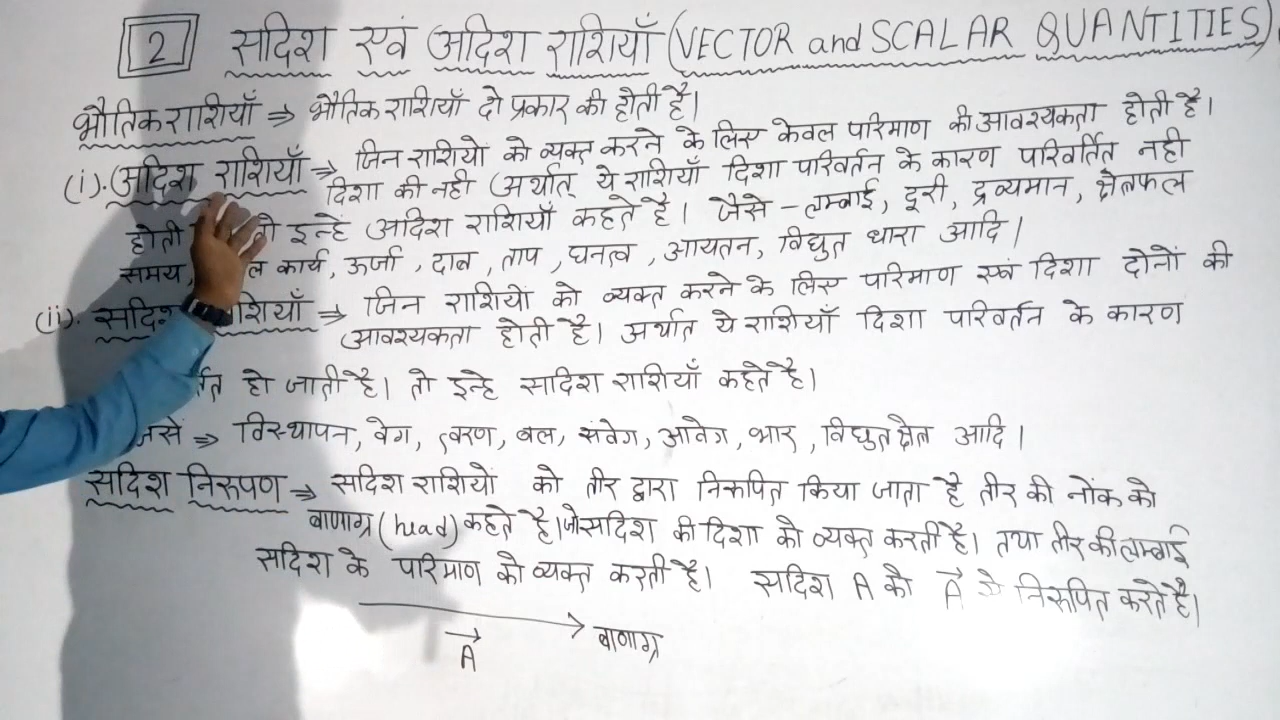 2 सदिश एवं अदिश राशियाँ (VECTOR and SCALAR QUANTITIES)
भौतिक राशियाँ ⇒ भौतिक राशियाँ दो प्रकार की होती है।
(i). अदिश राशियाँ ⇒ जिन राशियो को व्यक्त करने के लिए केवल परिमाण की आवश्यकता होती है।
दिशा की नही (अर्थात् ये राशियाँ दिशा परिवर्तन के कारण परिवर्तित नही
होती तो इन्हें अदिश राशियाँ कहते है। जैसे - लम्बाई, दूरी, द्रव्यमान, क्षेत्रफल
समय, कार्य, ऊर्जा, दाब, ताप, घनत्व, आयतन, विद्युत धारा आदि।
(ii). सदिश राशियाँ ⇒ जिन राशियो को व्यक्त करने के लिए परिमाण एवं दिशा दोनों की
आवश्यकता होती है। अर्थात ये राशियाँ दिशा परिवर्तन के कारण
हो जाती है। तो इन्हे सदिश राशियाँ कहते है।
जैसे ⇒ विस्थापन, वेग, त्वरण, बल, संवेग, आवेग, भार, विद्युत क्षेत्र आदि।
सदिश निरूपण ⇒ सदिश राशियों को तीर द्वारा निरूपित किया जाता है तीर की नोंक को
बाणाग्र (head) कहते है। जो सदिश की दिशा को व्यक्त करती है। तथा तीर की लम्बाई
सदिश के परिमाण को व्यक्त करती है। सदिश A को A⃗ से निरूपित करते है।
A⃗ बाणाग्र